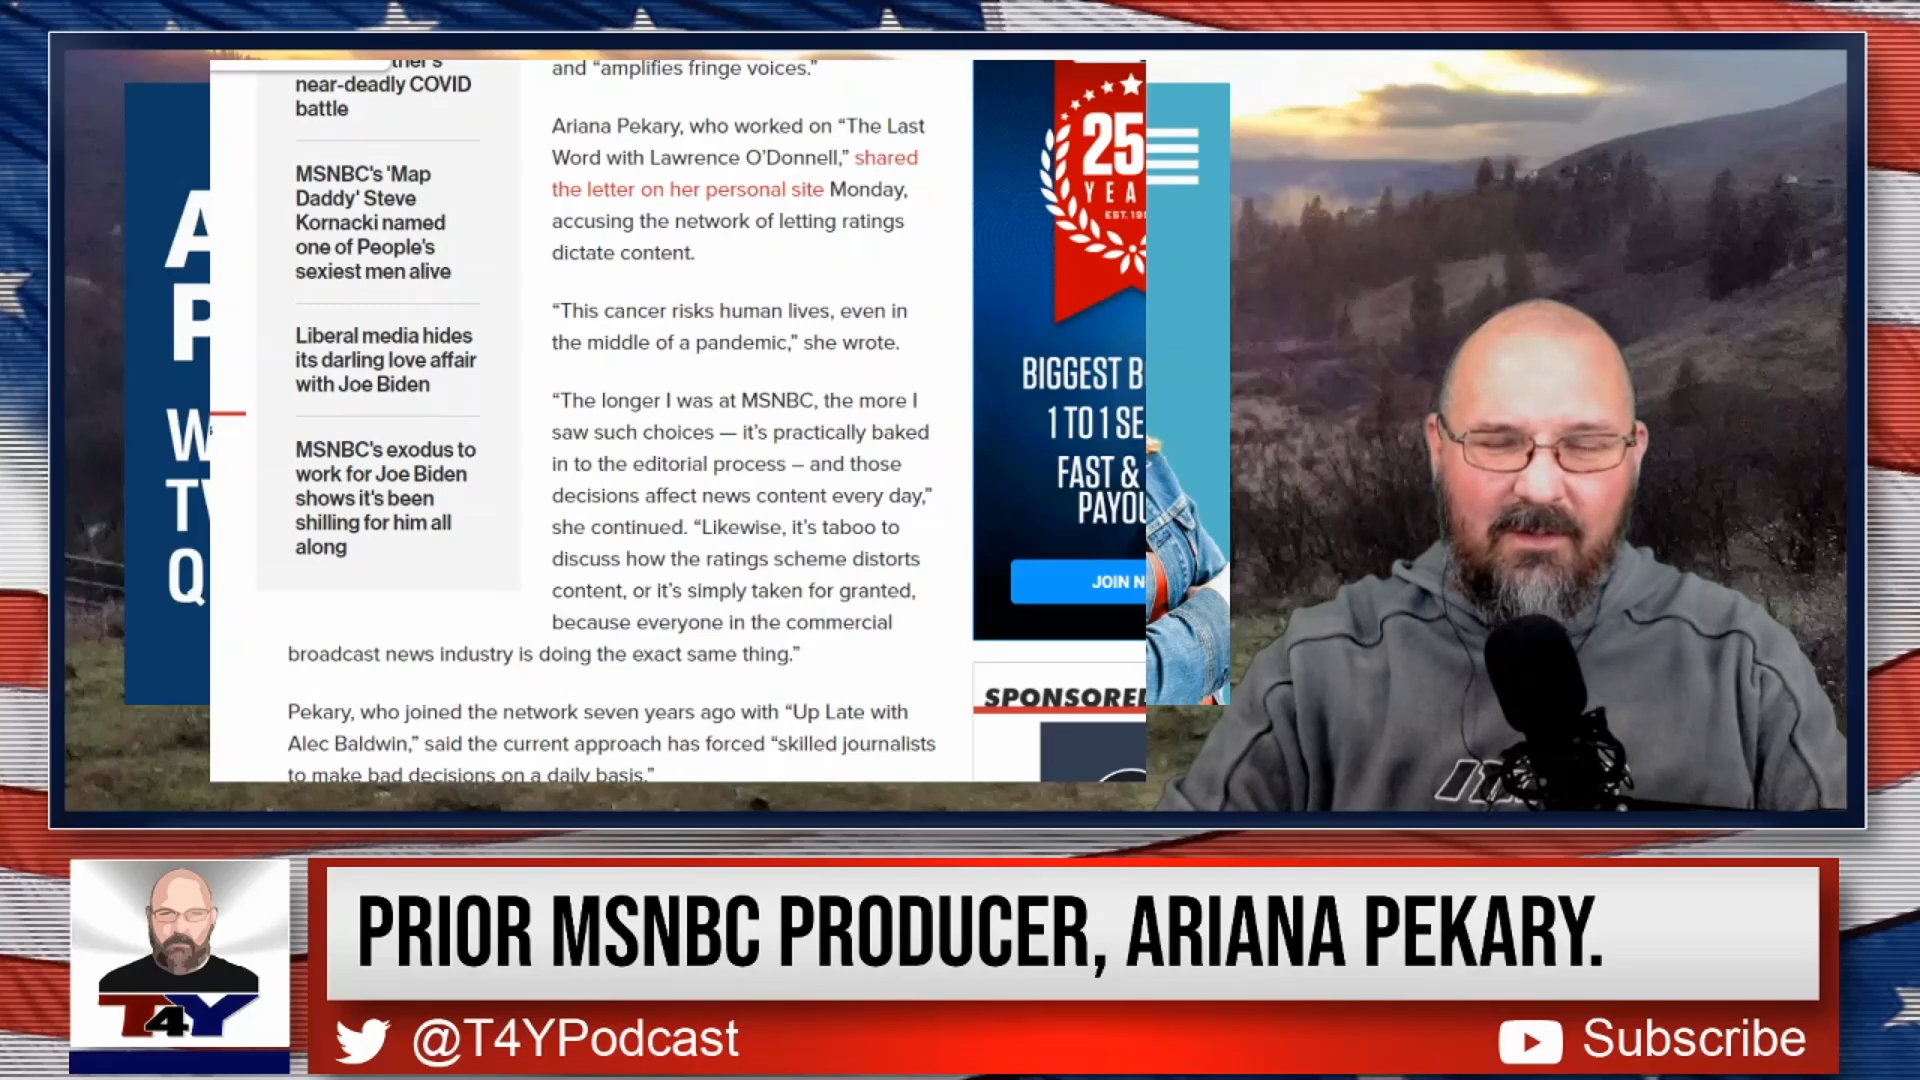 near-deadly COVID
battle
MSNBC's 'Map
Daddy' Steve
Kornacki named
one of People's
sexiest men alive
Liberal media hides
its darling love affair
with Joe Biden
MSNBC's exodus to
work for Joe Biden
shows it's been
shilling for him all
along
and “amplifies fringe voices.”
Ariana Pekary, who worked on “The Last
Word with Lawrence O’Donnell,” shared
the letter on her personal site Monday,
accusing the network of letting ratings
dictate content.
“This cancer risks human lives, even in
the middle of a pandemic,” she wrote.
“The longer I was at MSNBC, the more I
saw such choices — it’s practically baked
in to the editorial process – and those
decisions affect news content every day,”
she continued. “Likewise, it’s taboo to
discuss how the ratings scheme distorts
content, or it’s simply taken for granted,
because everyone in the commercial
broadcast news industry is doing the exact same thing.”
Pekary, who joined the network seven years ago with “Up Late with
Alec Baldwin,” said the current approach has forced “skilled journalists
to make bad decisions on a daily basis.”
25
YEA
EST. 19
BIGGEST B
1 TO 1 SE
FAST &
PAYOU
JOIN N
SPONSORED
A
P
W
TW
Q
PRIOR MSNBC PRODUCER, ARIANA PEKARY.
T4Y
@T4YPodcast
Subscribe